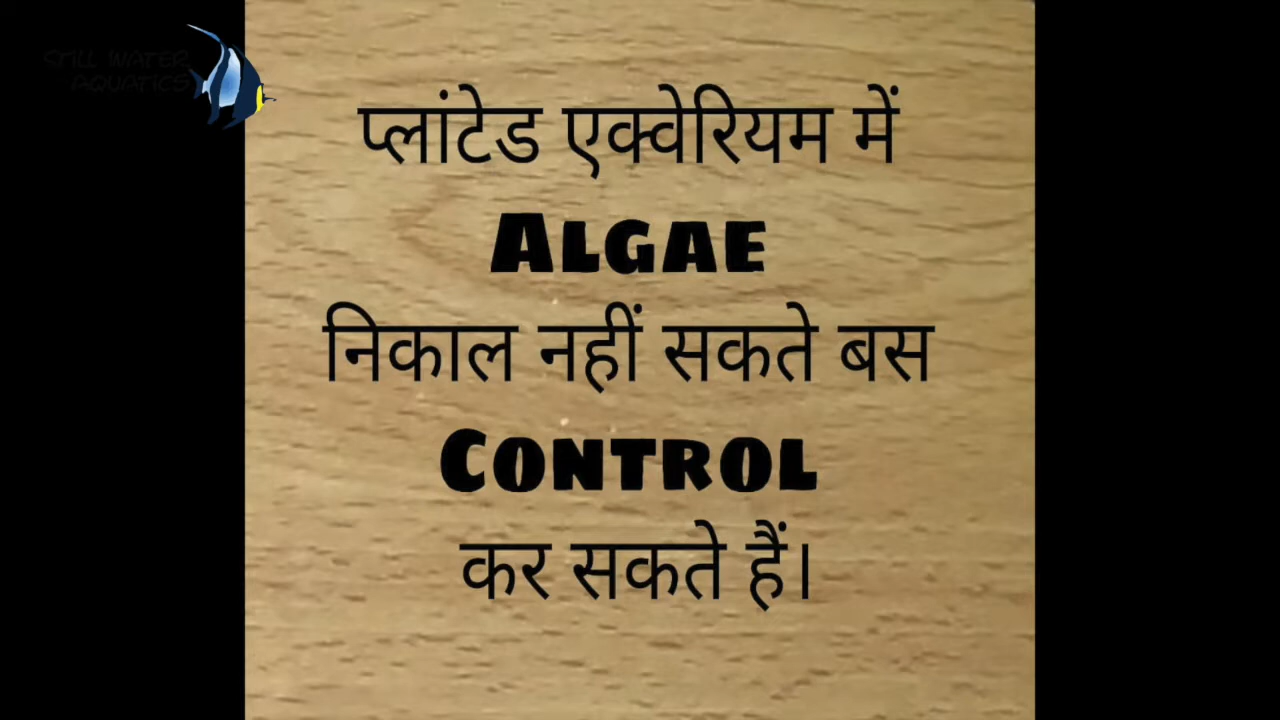 STILL WATER
AQUATICS
प्लांटेड एक्वेरियम में
ALGAE
निकाल नहीं सकते बस
CONTROL
कर सकते हैं।